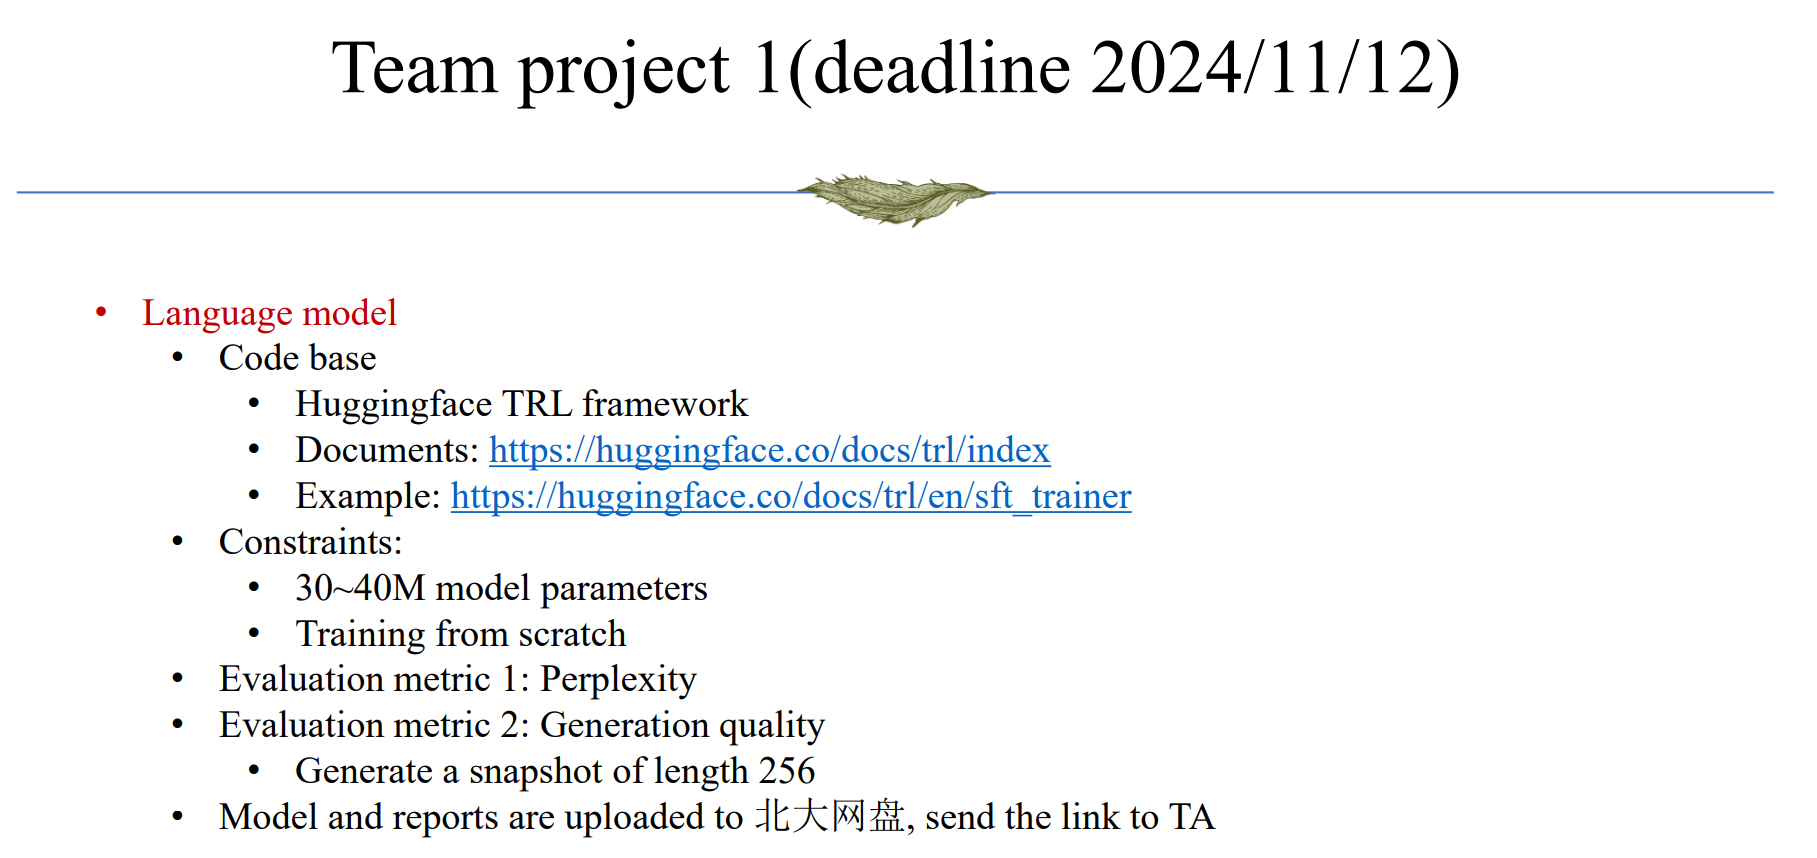 Team project 1(deadline 2024/11/12)
• Language model
• Code base
• Huggingface TRL framework
• Documents: https://huggingface.co/docs/trl/index
• Example: https://huggingface.co/docs/trl/en/sft_trainer
• Constraints:
• 30~40M model parameters
• Training from scratch
• Evaluation metric 1: Perplexity
• Evaluation metric 2: Generation quality
• Generate a snapshot of length 256
• Model and reports are uploaded to 北大网盘, send the link to TA